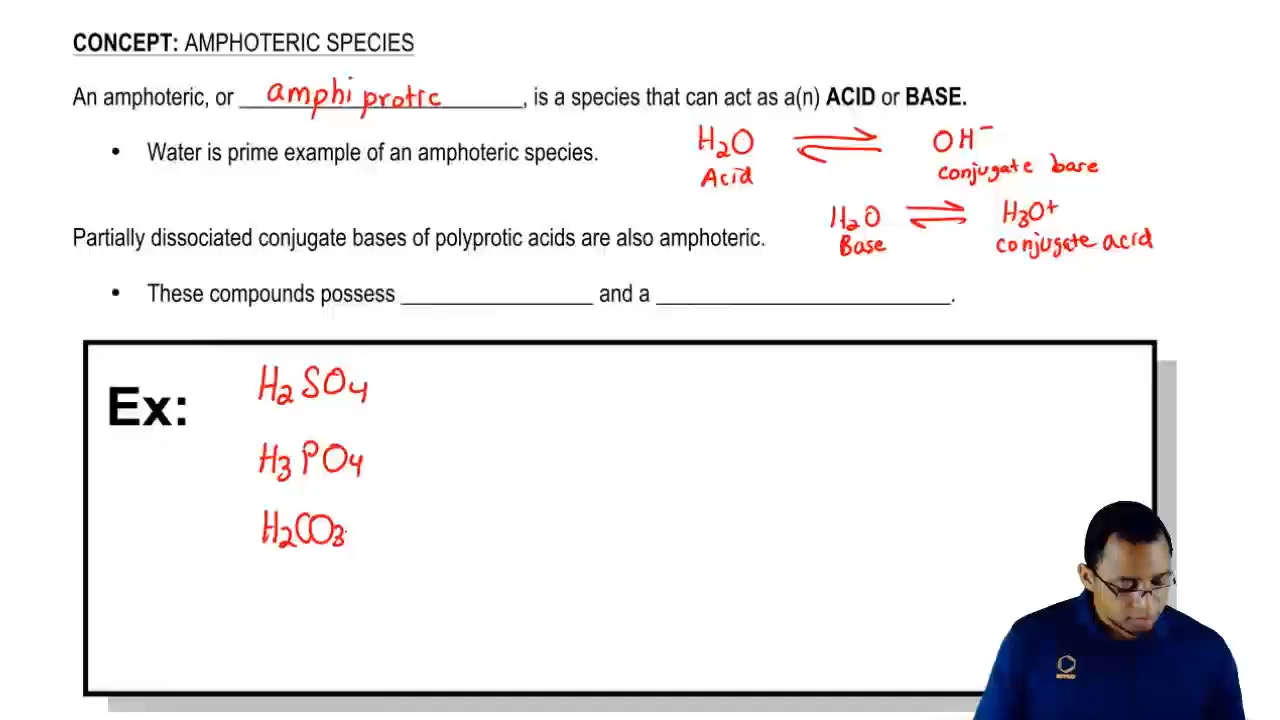 CONCEPT: AMPHOTERIC SPECIES
An amphoteric, or amphiprotic, is a species that can act as a(n) ACID or BASE.
H₂O ⇌ OH⁻
Acid conjugate base
• Water is prime example of an amphoteric species.
H₂O ⇌ H₃O+
Base conjugate acid
Partially dissociated conjugate bases of polyprotic acids are also amphoteric.
• These compounds possess ________________ and a ________________________.
Ex:
H₂SO₄
H₃PO₄
H₂CO₃